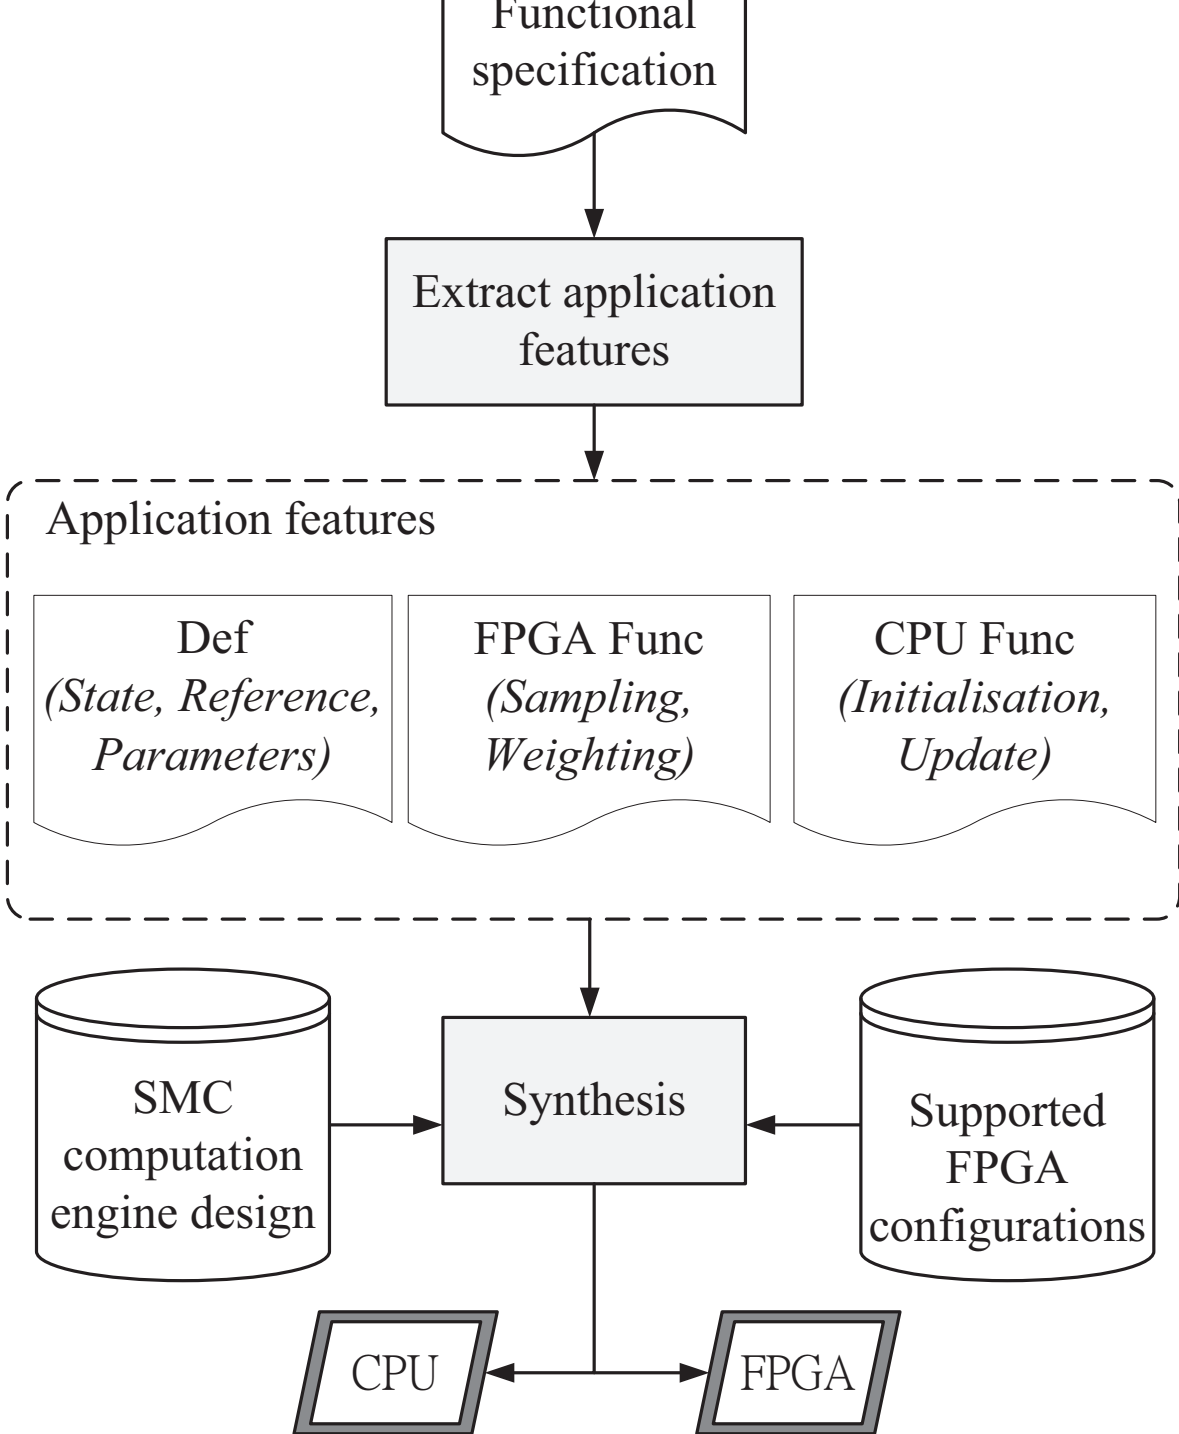 Functional
specification
Extract application
features
Application features
Def
(State, Reference,
Parameters)
FPGA Func
(Sampling,
Weighting)
CPU Func
(Initialisation,
Update)
SMC
computation
engine design
Synthesis
Supported
FPGA
configurations
CPU
FPGA